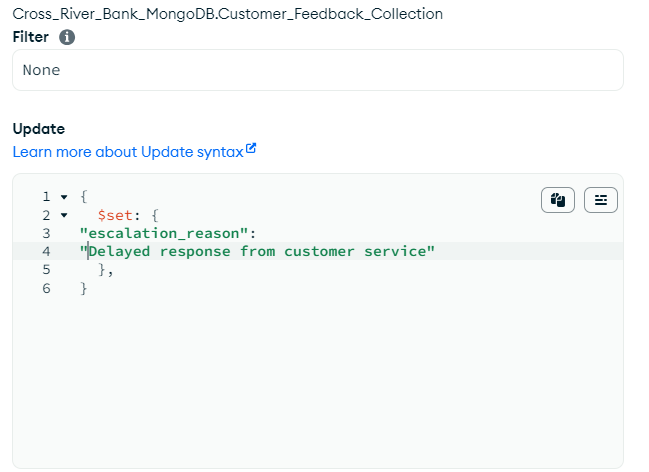 Cross_River_Bank_MongoDB.Customer_Feedback_Collection
Filter
None
Update
Learn more about Update syntax
1 {
2 $set: {
3 "escalation_reason":
4 "Delayed response from customer service"
5 },
6 }